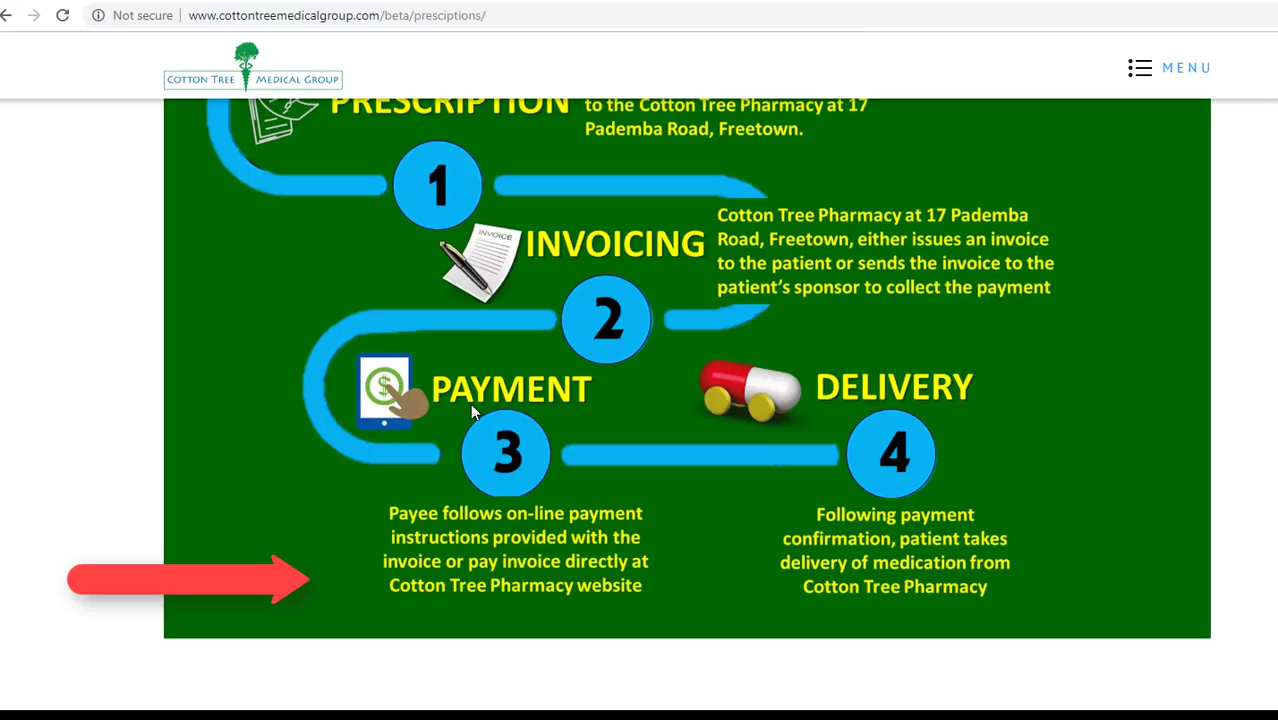 Not secure
www.cottontreemedicalgroup.com/beta/presciptions/
COTTON TREE MEDICAL GROUP
MENU
PRESCRIPTION
to the Cotton Tree Pharmacy at 17
Pademba Road, Freetown.
1
INVOICE
INVOICING
Cotton Tree Pharmacy at 17 Pademba
Road, Freetown, either issues an invoice
to the patient or sends the invoice to the
patient's sponsor to collect the payment
2
$
PAYMENT
DELIVERY
3
4
Payee follows on-line payment
instructions provided with the
invoice or pay invoice directly at
Cotton Tree Pharmacy website
Following payment
confirmation, patient takes
delivery of medication from
Cotton Tree Pharmacy